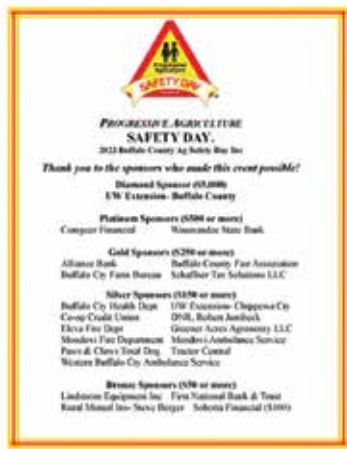 Progressive
Agriculture
SAFETY DAY
PROGRESSIVE AGRICULTURE
SAFETY DAY.
2023 Buffalo County Ag Safety Day Inc
Thank you to the sponsors who made this event possible!
Diamond Sponsor ($5,000)
UW Extension- Buffalo County
Platinum Sponsors ($500 or more)
Compeer Financial Waumandee State Bank
Gold Sponsors ($250 or more)
Alliance Bank Buffalo County Fair Association
Buffalo Cty Farm Bureau Schaffner Tax Solutions LLC
Silver Sponsors ($150 or more)
Buffalo Cty Health Dept UW Extension- Chippewa Cty
Co-op Credit Union DNR, Robert
Eleva Fire Dept Greener Acres Agronomy LLC
Mondovi Fire Department Mondovi Ambulance Service
Paws & Claws Total Dog Tractor Central
Western Buffalo Cty Ambulance Service
Bronze Sponsors ($50 or more)
Lindstrom Equipment Inc First National Bank & Trust
Rural Mutual Ins- Steve Berger Sobotta Financial